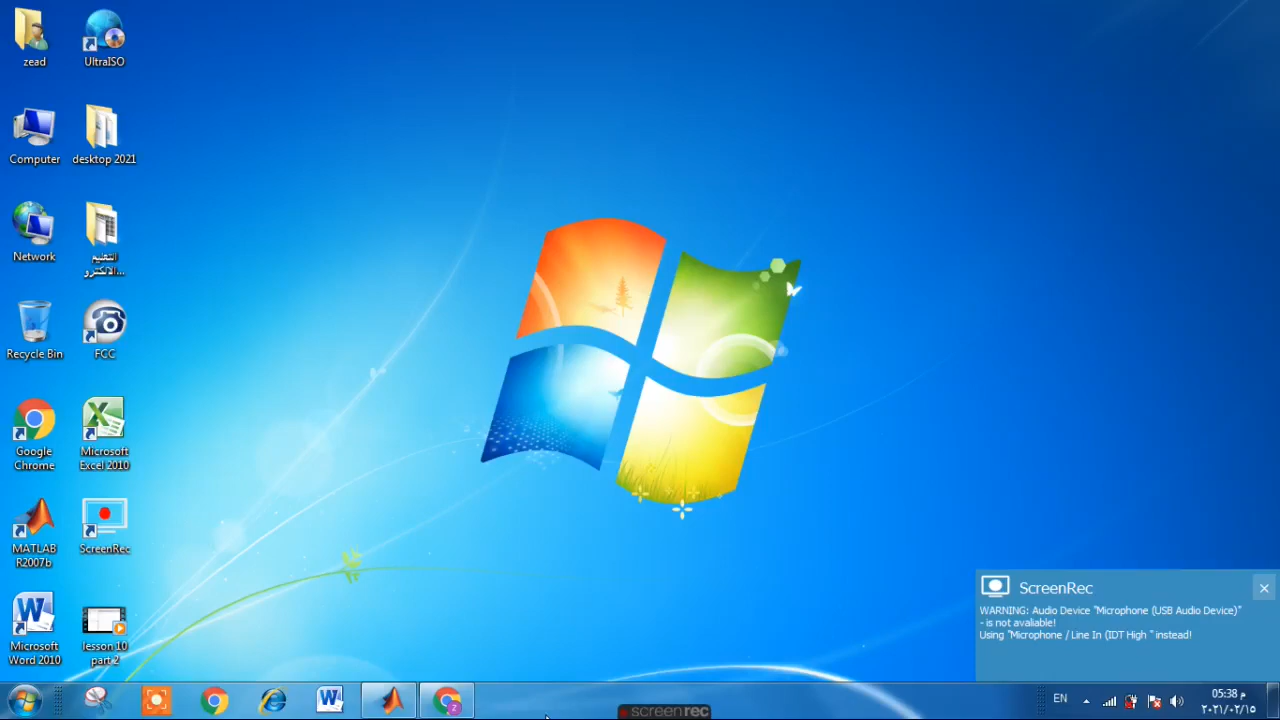 zead
UltraISO
Computer
desktop 2021
Network
التعليم
الالكترو...
Recycle Bin
FCC
Google
Chrome
Microsoft
Excel 2010
MATLAB
R2007b
ScreenRec
Microsoft
Word 2010
lesson 10
part 2
ScreenRec
WARNING: Audio Device "Microphone (USB Audio Device)"
- is not avaliable!
Using "Microphone / Line In (IDT High " instead!
screenrec
EN
05:38 م
٢٠٢١/٠٢/١٥